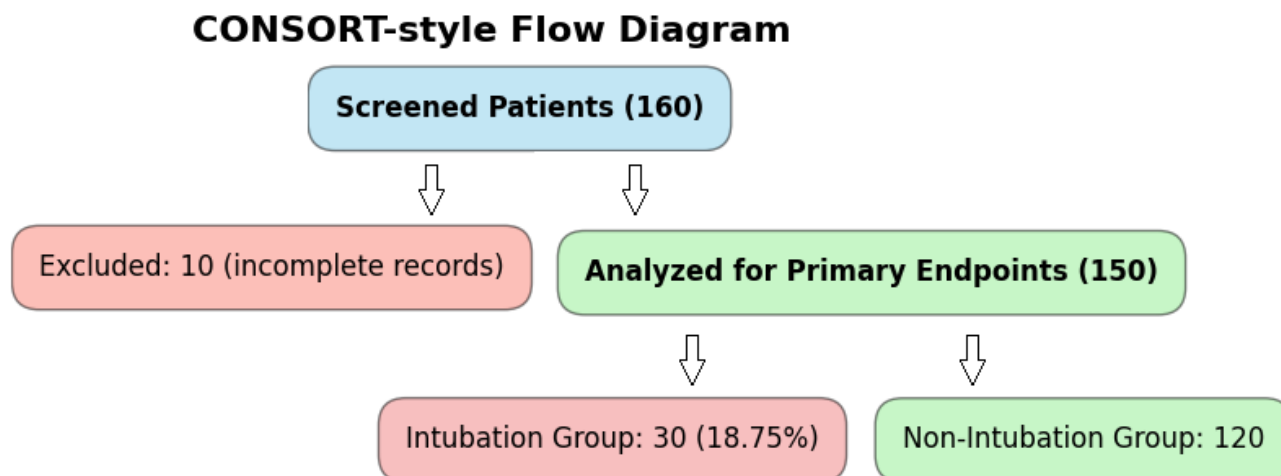 CONSORT-style Flow Diagram
Screened Patients (160)
Excluded: 10 (incomplete records)
Analyzed for Primary Endpoints (150)
Intubation Group: 30 (18.75%)
Non-Intubation Group: 120